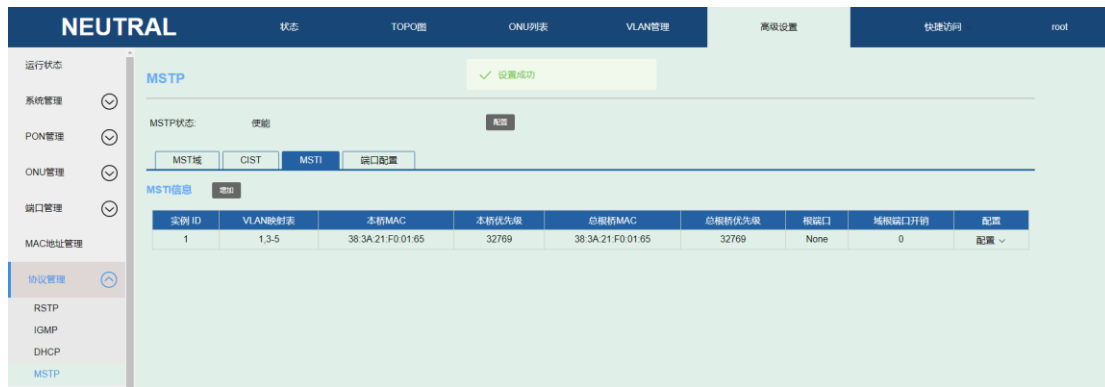 NEUTRAL 状态 TOPO图 ONU列表 VLAN管理 高级设置 快捷访问 root
运行状态
系统管理
PON管理
ONU管理
端口管理
MAC地址管理
协议管理
RSTP
IGMP
DHCP
MSTP
MSTP
设置成功
MSTP状态: 使能 配置
MST域 CIST MSTI 端口配置
MSTI信息 增加
实例 ID VLAN映射表 本桥MAC 本桥优先级 总根桥MAC 总根桥优先级 根端口 域根端口开销 配置
1 1,3-5 38:3A:21:F0:01:65 32769 38:3A:21:F0:01:65 32769 None 0 配置